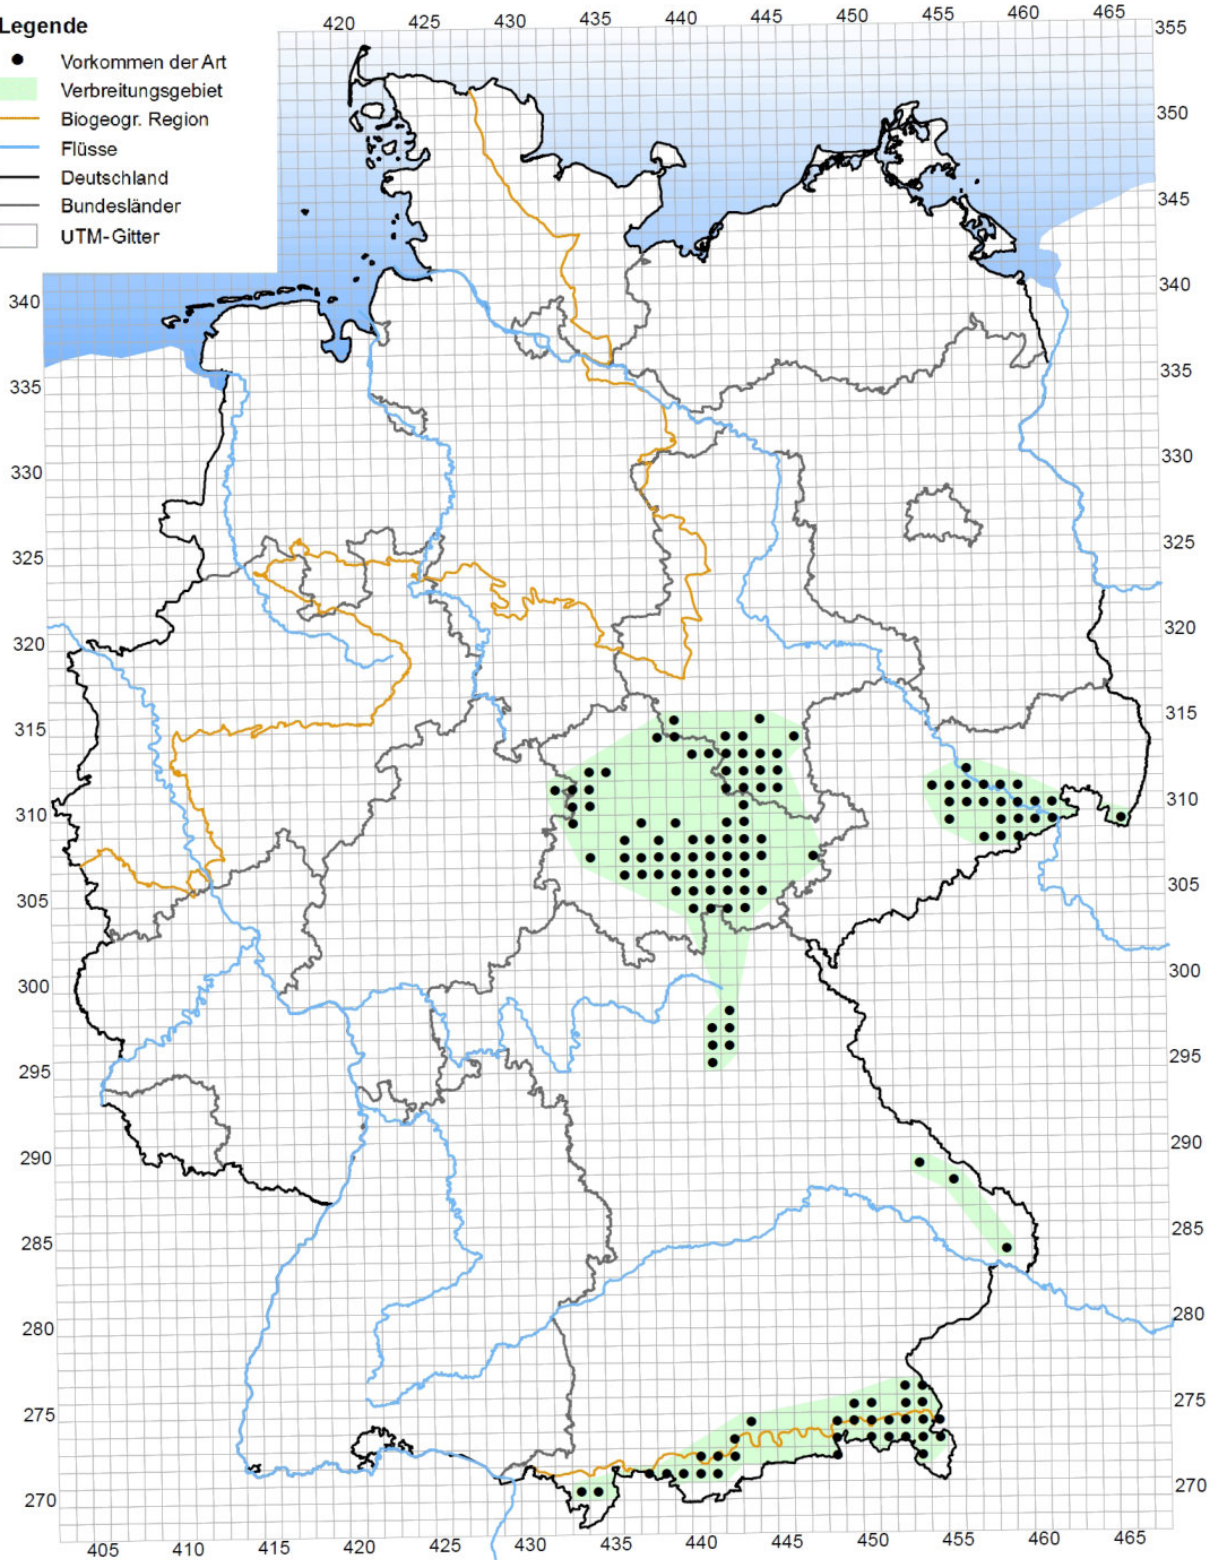 420 425 430 435 440 445 450 455 460 465
355
Legende
Vorkommen der Art
Verbreitungsgebiet
Biogeogr. Region
Flüsse
Deutschland
Bundesländer
UTM-Gitter
350
345
340 340
335 335
330 330
325 325
320 320
315 315
310 310
305 305
300 300
295 295
290 290
285 285
280 280
275 275
270 270
405 410 415 420 425 430 435 440 445 450 455 460 465